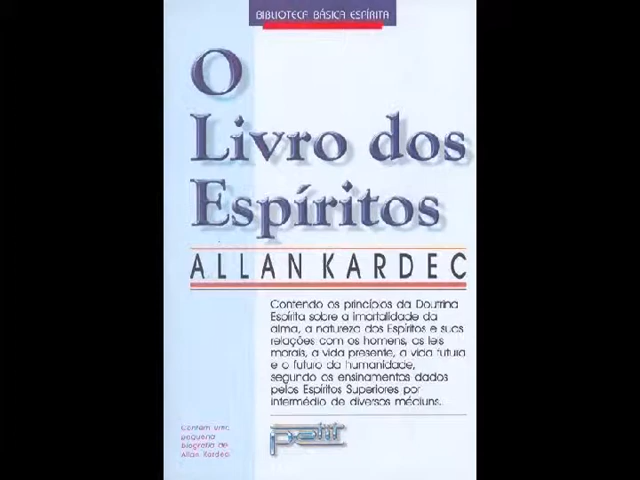 BIBLIOTECA BÁSICA ESPÍRITA
O
Livro dos
Espíritos
ALLAN KARDEC
Contendo os princípios da Doutrina
Espírita sobre a imortalidade da
alma, a natureza dos Espíritos e suas
relações com os homens, as leis
morais, a vida presente, a vida futura
e o futuro da humanidade,
segundo os ensinamentos dados
pelos Espíritos Superiores por
intermédio de diversos médiuns.
Contém uma
pequena
biografia de
Allan Kardec
petit